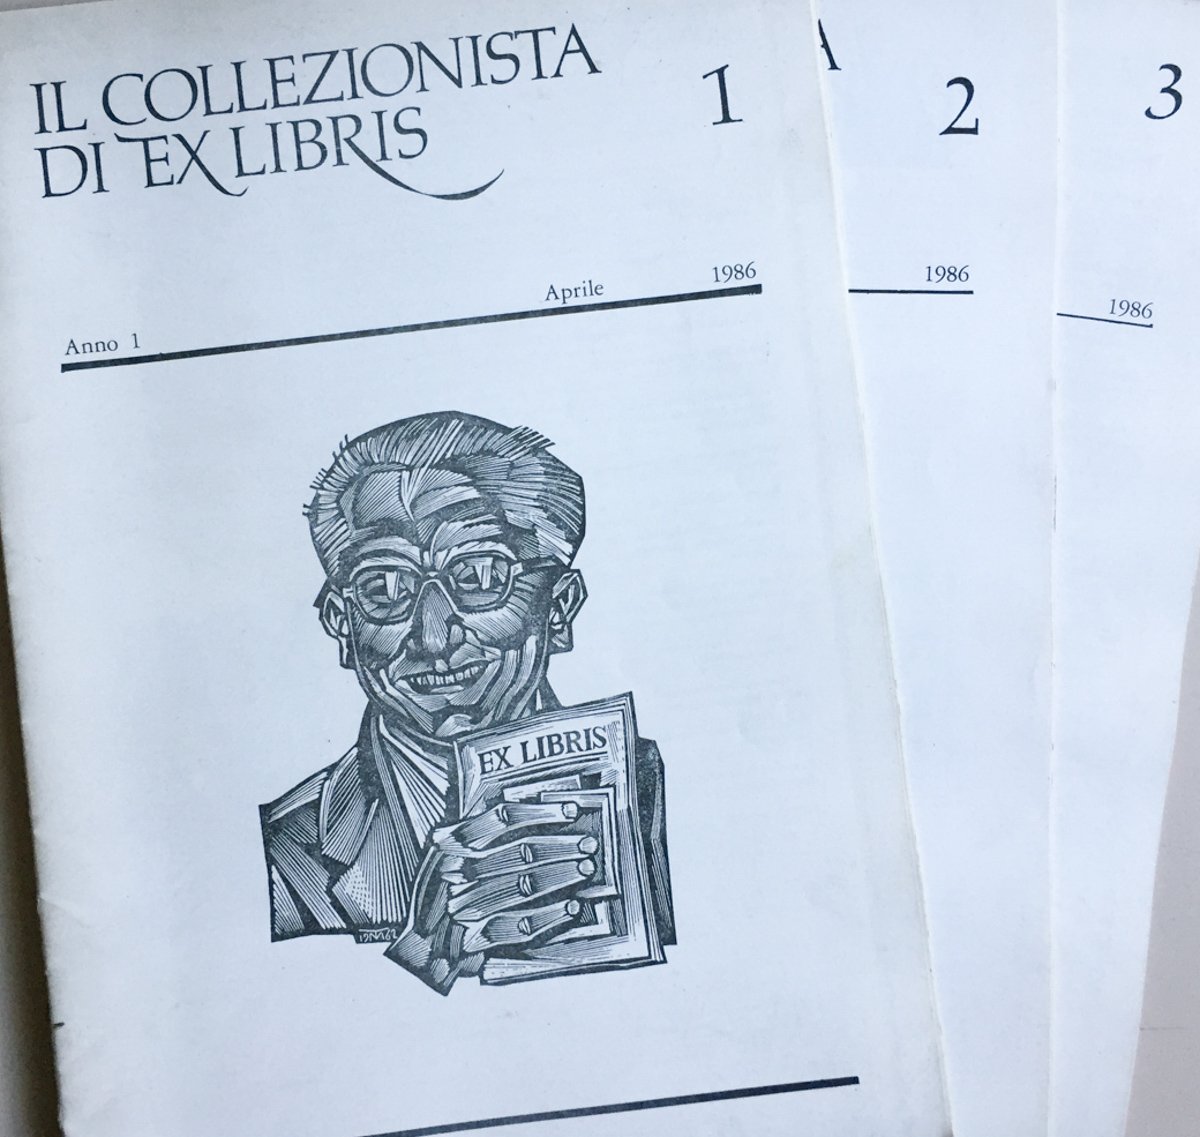 IL COLLEZIONISTA
DI EX LIBRIS
1
Anno 1
Aprile
1986
EX LIBRIS
A
2
1986
3
1986